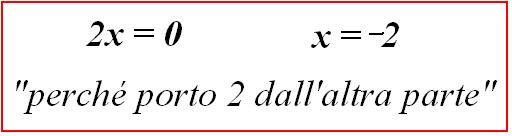 2x = 0 x = -2
"perché porto 2 dall'altra parte"